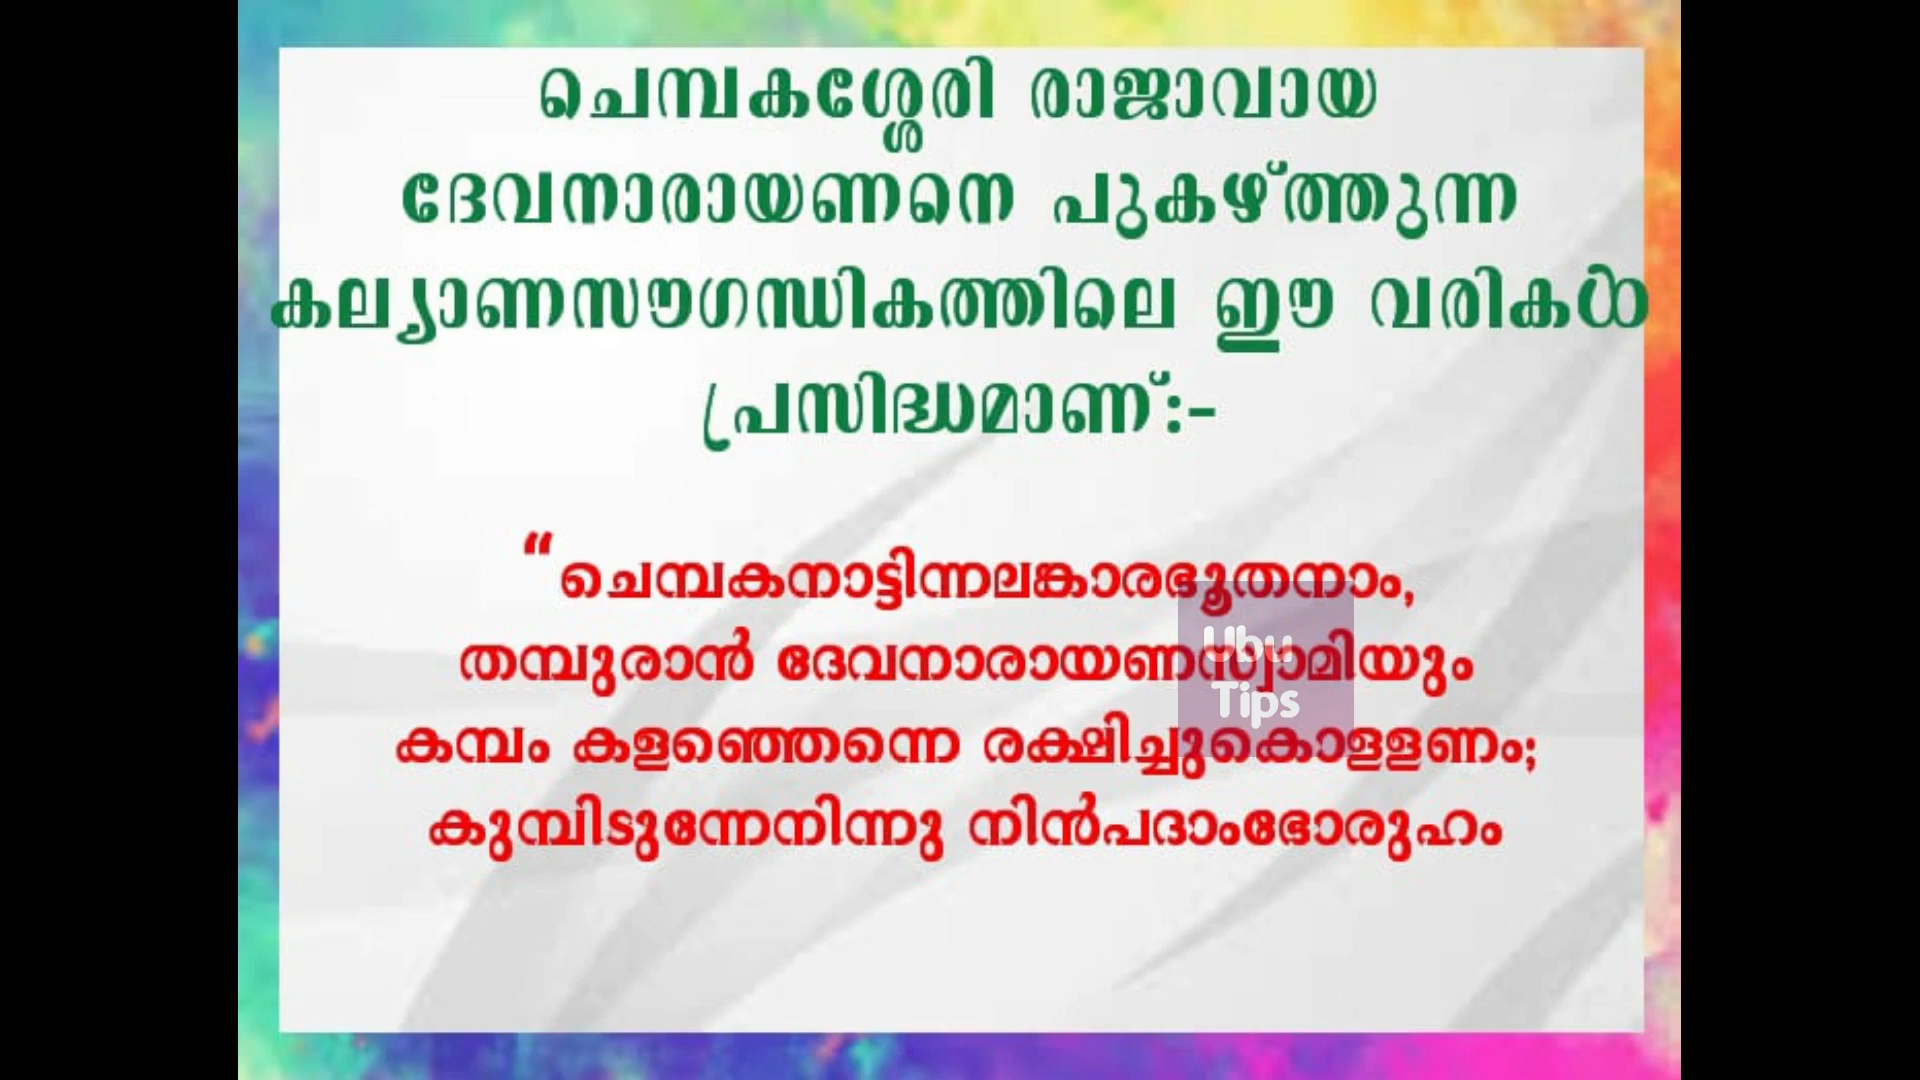 ചെമ്പകശ്ശേരി രാജാവായ
ദേവനാരായണനെ പുകഴ്ത്തുന്ന
കല്യാണസൗഗന്ധികത്തിലെ ഈ വരികൾ
പ്രസിദ്ധമാണ്:-
“ചെമ്പകനാട്ടിന്നലങ്കാരഭൂതനാം,
തമ്പുരാൻ ദേവനാരായണസ്വാമിയും
കമ്പം കളഞ്ഞെന്നെ രക്ഷിച്ചുകൊളളണം;
കുമ്പിടുന്നേനിന്നു നിൻപദാംഭോരുഹം
Ubu
Tips